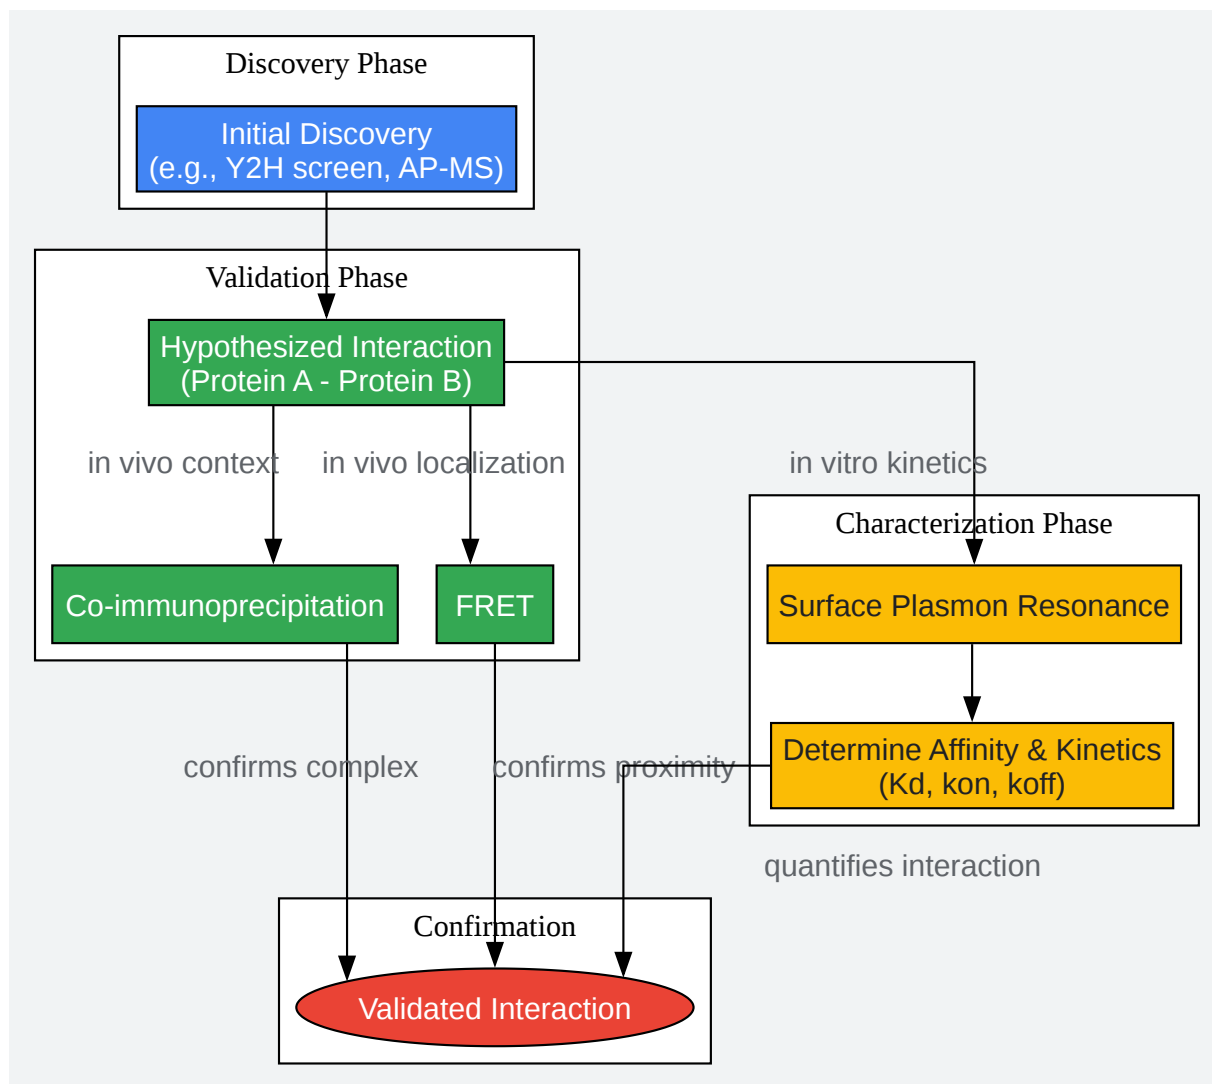 Discovery Phase
Initial Discovery
(e.g., Y2H screen, AP-MS)
Validation Phase
Hypothesized Interaction
(Protein A - Protein B)
in vivo context
in vivo localization
in vitro kinetics
Characterization Phase
Co-immunoprecipitation
FRET
Surface Plasmon Resonance
confirms complex
confirms proximity
Determine Affinity & Kinetics
(Kd, kon, koff)
quantifies interaction
Confirmation
Validated Interaction